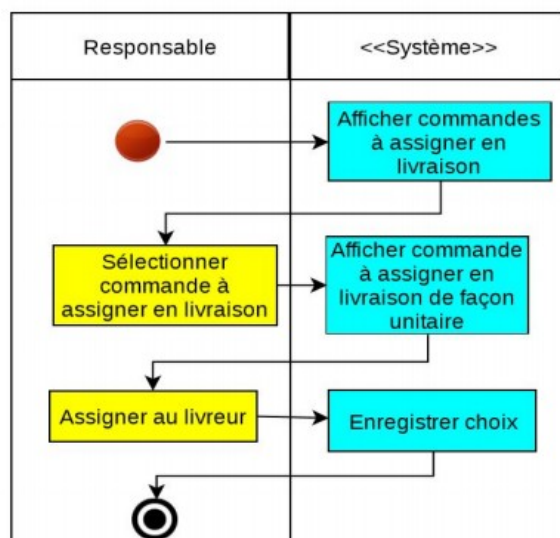 Responsable
<<Système>>
Afficher commandes
à assigner en
livraison
Sélectionner
commande à
assigner en livraison
Afficher commande
à assigner en
livraison de façon
unitaire
Assigner au livreur
Enregistrer choix